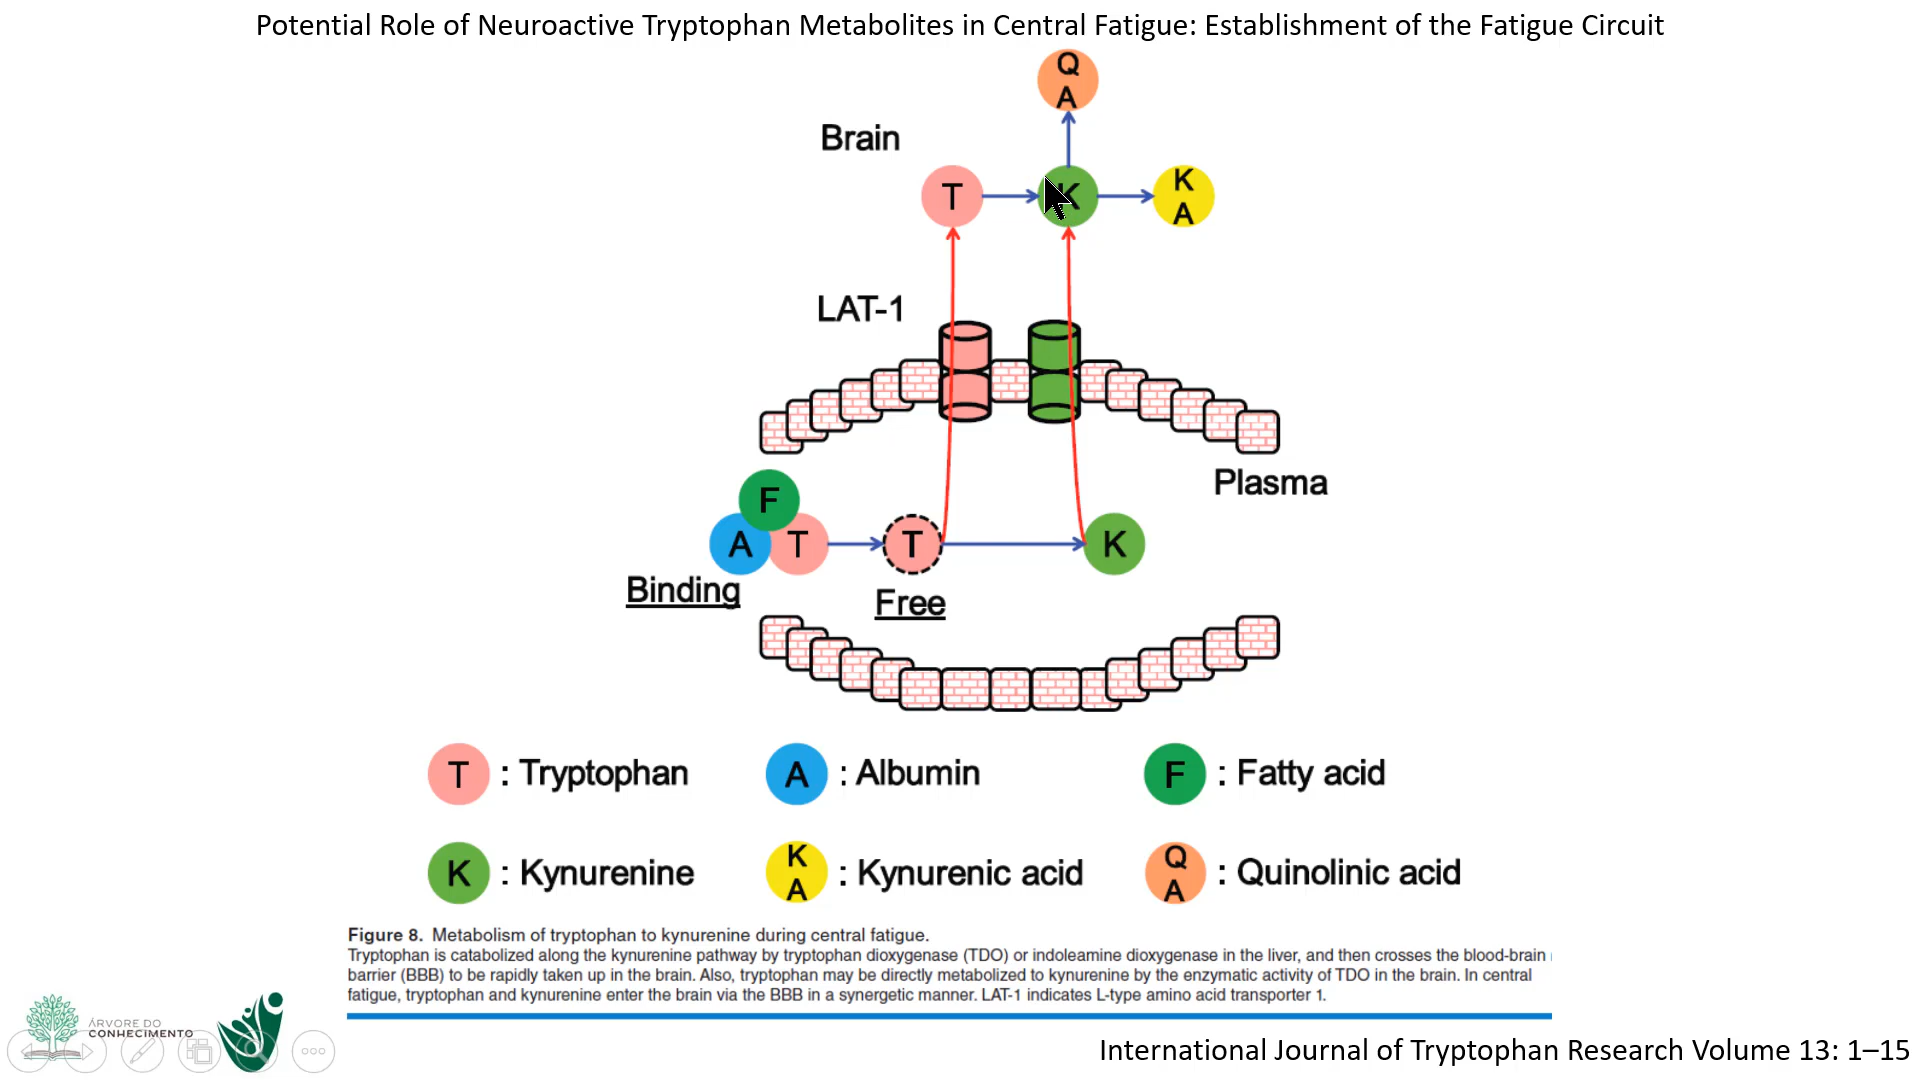 Potential Role of Neuroactive Tryptophan Metabolites in Central Fatigue: Establishment of the Fatigue Circuit
Q
A
Brain
T
K
K
A
LAT-1
Plasma
F
A
T
T
K
Binding
Free
T : Tryptophan
A : Albumin
F : Fatty acid
K : Kynurenine
K
A : Kynurenic acid
Q
A : Quinolinic acid
Figure 8. Metabolism of tryptophan to kynurenine during central fatigue.
Tryptophan is catabolized along the kynurenine pathway by tryptophan dioxygenase (TDO) or indoleamine dioxygenase in the liver, and then crosses the blood-brain
barrier (BBB) to be rapidly taken up in the brain. Also, tryptophan may be directly metabolized to kynurenine by the enzymatic activity of TDO in the brain. In central
fatigue, tryptophan and kynurenine enter the brain via the BBB in a synergetic manner. LAT-1 indicates L-type amino acid transporter 1.
ÁRVORE DO
CONHECIMENTO
International Journal of Tryptophan Research Volume 13: 1–15